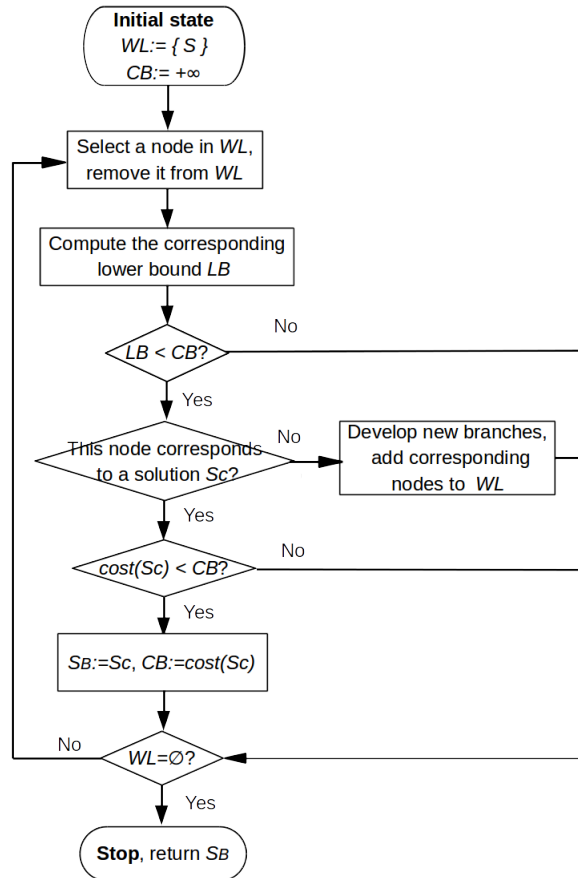 Initial state
WL:= { S }
CB:= +∞
Select a node in WL,
remove it from WL
Compute the corresponding
lower bound LB
No
LB < CB?
Yes
This node corresponds
to a solution Sc?
No
Develop new branches,
add corresponding
nodes to WL
Yes
cost(Sc) < CB?
No
Yes
SB:=Sc, CB:=cost(Sc)
No
WL=∅?
Yes
Stop, return SB